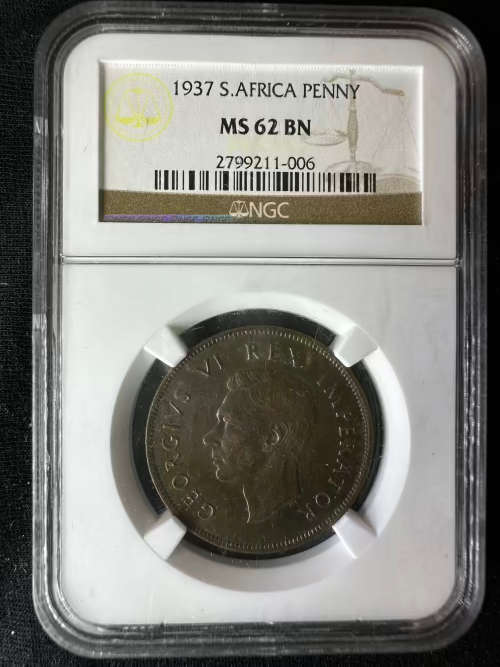 1937 S.AFRICA PENNY
MS 62 BN
2799211-006
NGC
GEORGIVS VI REX IMPERATOR